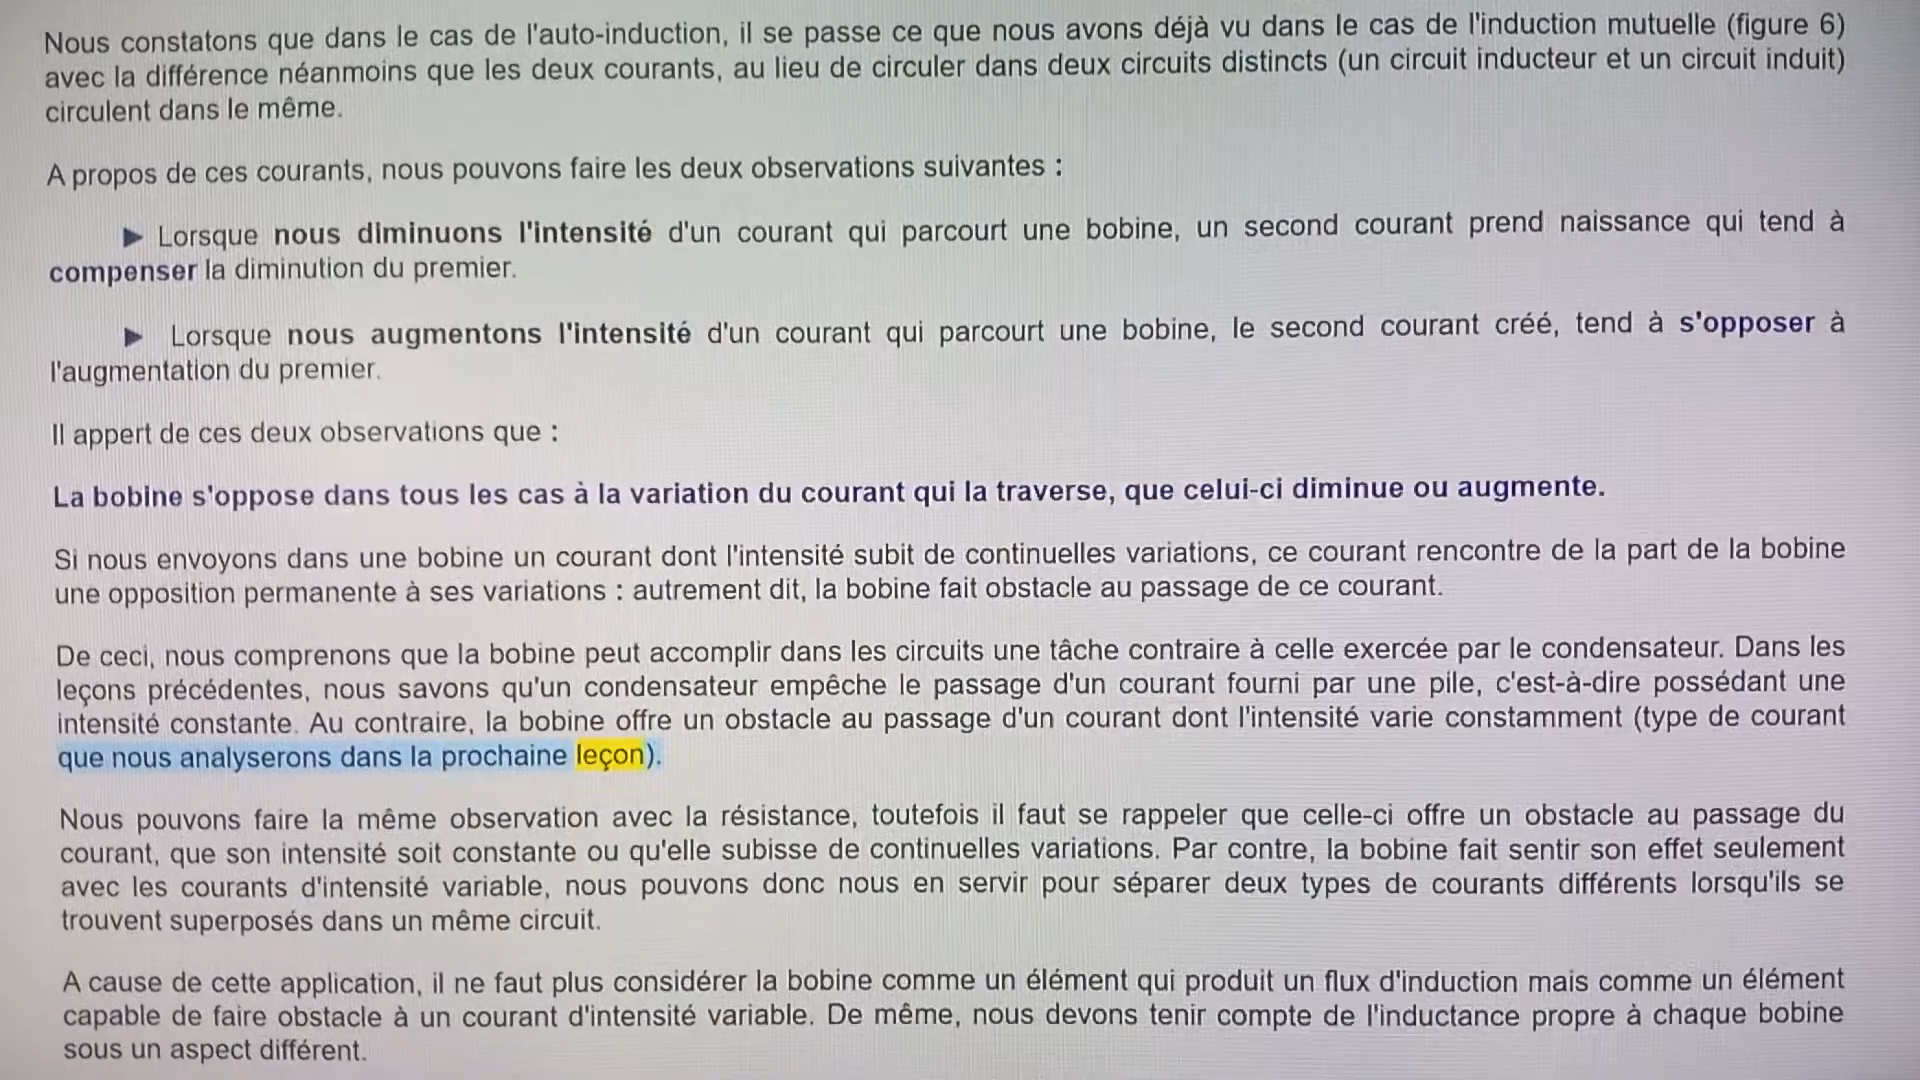 Nous constatons que dans le cas de l'auto-induction, il se passe ce que nous avons déjà vu dans le cas de l'induction mutuelle (figure 6)
avec la différence néanmoins que les deux courants, au lieu de circuler dans deux circuits distincts (un circuit inducteur et un circuit induit)
circulent dans le même.
A propos de ces courants, nous pouvons faire les deux observations suivantes :
► Lorsque nous diminuons l'intensité d'un courant qui parcourt une bobine, un second courant prend naissance qui tend à
compenser la diminution du premier.
► Lorsque nous augmentons l'intensité d'un courant qui parcourt une bobine, le second courant créé, tend à s'opposer à
l'augmentation du premier.
Il appert de ces deux observations que :
La bobine s'oppose dans tous les cas à la variation du courant qui la traverse, que celui-ci diminue ou augmente.
Si nous envoyons dans une bobine un courant dont l'intensité subit de continuelles variations, ce courant rencontre de la part de la bobine
une opposition permanente à ses variations : autrement dit, la bobine fait obstacle au passage de ce courant.
De ceci, nous comprenons que la bobine peut accomplir dans les circuits une tâche contraire à celle exercée par le condensateur. Dans les
leçons précédentes, nous savons qu'un condensateur empêche le passage d'un courant fourni par une pile, c'est-à-dire possédant une
intensité constante. Au contraire, la bobine offre un obstacle au passage d'un courant dont l'intensité varie constamment (type de courant
que nous analyserons dans la prochaine leçon).
Nous pouvons faire la même observation avec la résistance, toutefois il faut se rappeler que celle-ci offre un obstacle au passage du
courant, que son intensité soit constante ou qu'elle subisse de continuelles variations. Par contre, la bobine fait sentir son effet seulement
avec les courants d'intensité variable, nous pouvons donc nous en servir pour séparer deux types de courants différents lorsqu'ils se
trouvent superposés dans un même circuit.
A cause de cette application, il ne faut plus considérer la bobine comme un élément qui produit un flux d'induction mais comme un élément
capable de faire obstacle à un courant d'intensité variable. De même, nous devons tenir compte de l'inductance propre à chaque bobine
sous un aspect différent.